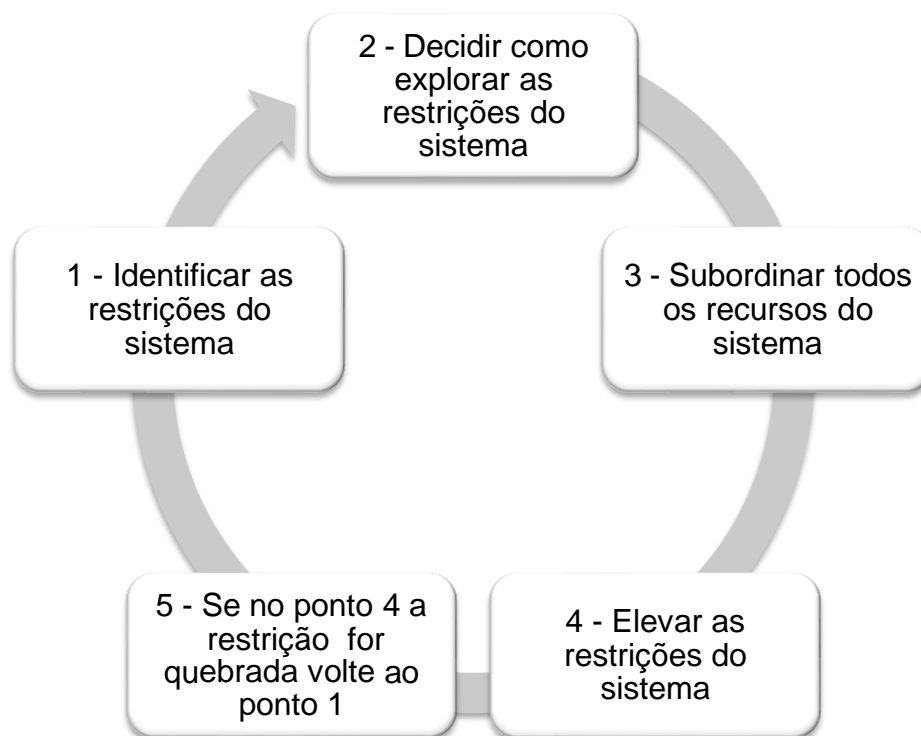 2 - Decidir como
explorar as
restrições do
sistema
1 - Identificar as
restrições do
sistema
3 - Subordinar todos
os recursos do
sistema
5 - Se no ponto 4 a
restrição for
quebrada volte ao
ponto 1
4 - Elevar as
restrições do
sistema